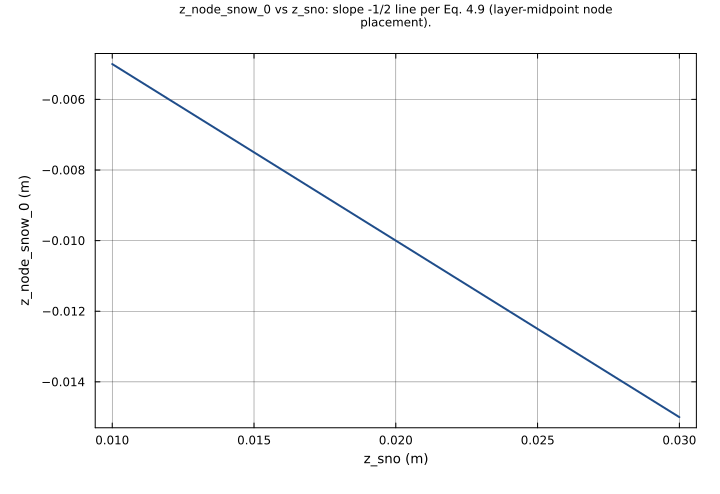 z_node_snow_0 vs z_sno: slope -1/2 line per Eq. 4.9 (layer-midpoint node
placement).
z_node_snow_0 (m)
−0.006
−0.008
−0.010
−0.012
−0.014
0.010 0.015 0.020 0.025 0.030
z_sno (m)